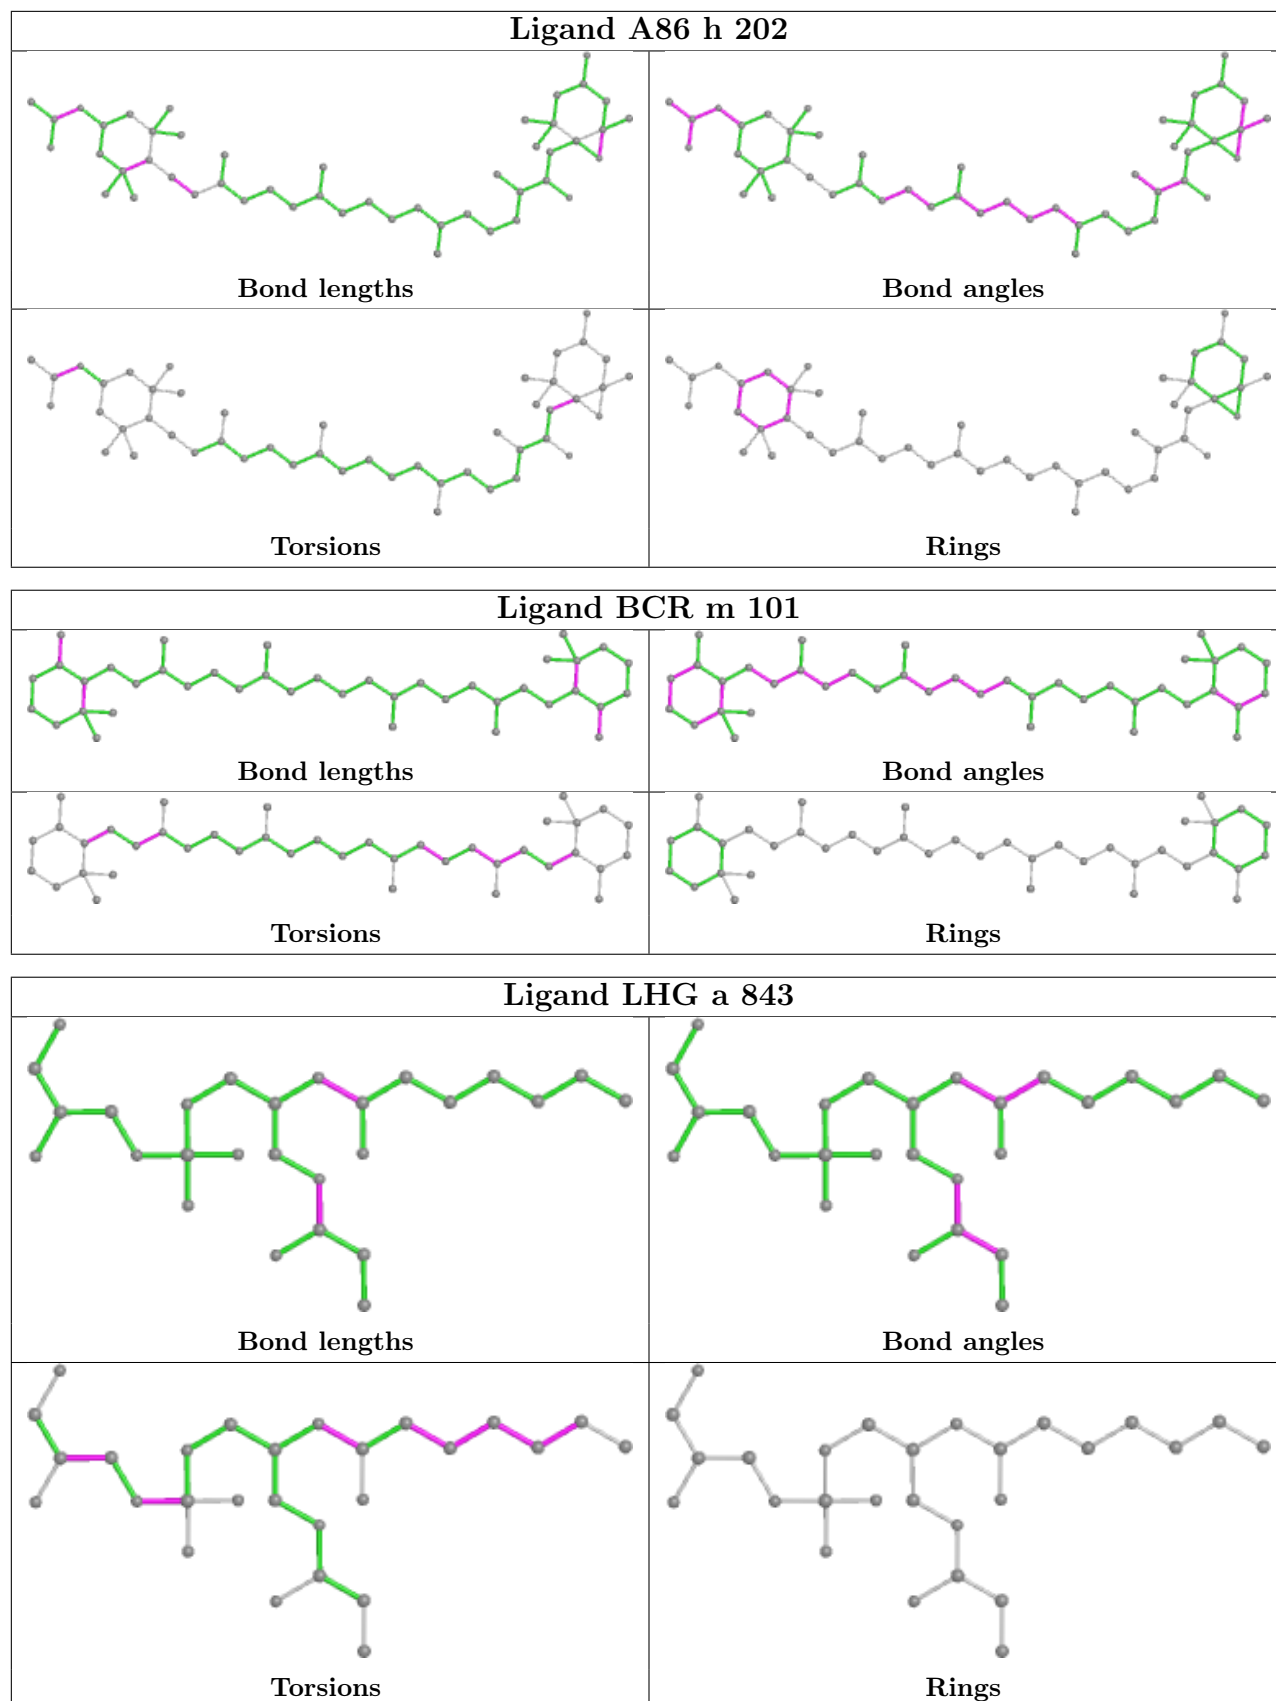 Ligand A86 h 202
Bond lengths
Bond angles
Torsions
Rings
Ligand BCR m 101
Bond lengths
Bond angles
Torsions
Rings
Ligand LHG a 843
Bond lengths
Bond angles
Torsions
Rings